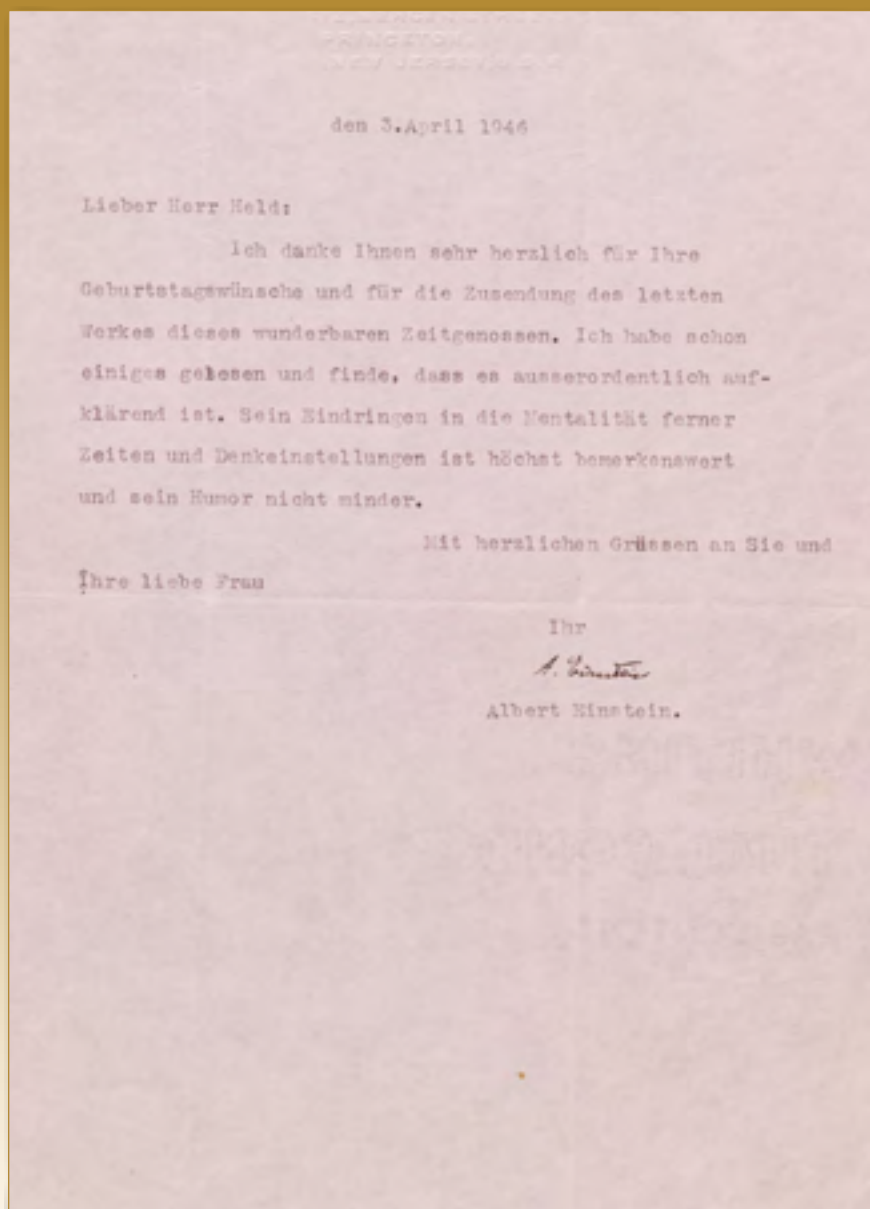 PRINCETON
NEW JERSEY, U.S.A.
den 3.April 1946
Lieber Herr Held:
Ich danke Ihnen sehr herzlich für Ihre
Geburtstagswünsche und für die Zusendung des letzten
Werkes dieses wunderbaren Zeitgenossen. Ich habe schon
einiges gelesen und finde, dass es ausserordentlich auf-
klärend ist. Sein Eindringen in die Mentalität ferner
Zeiten und Denkeinstellungen ist höchst bemerkenswert
und sein Humor nicht minder.
Mit herzlichen Grüssen an Sie und
Ihre liebe Frau
Ihr
A. Einstein
Albert Einstein.